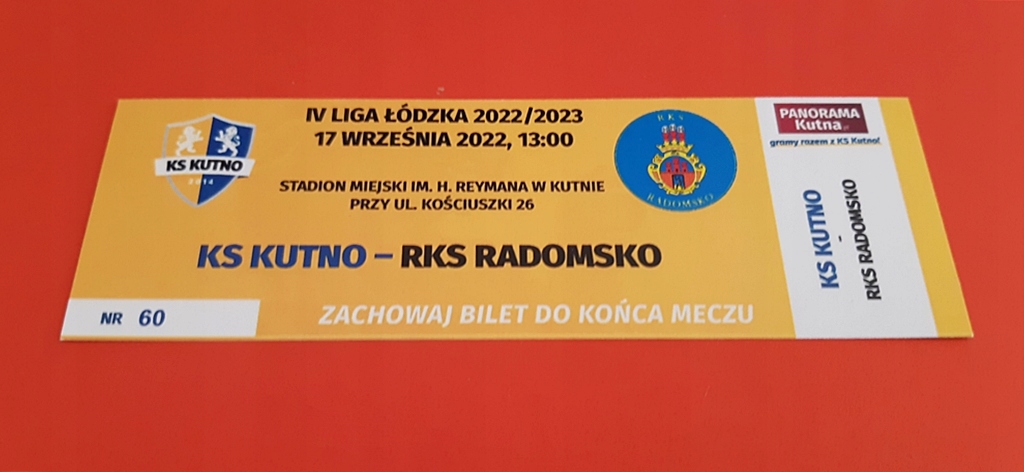 IV LIGA ŁÓDZKA 2022/2023
17 WRZEŚNIA 2022, 13:00
KS KUTNO
2014
RKS
RADOMSKO
STADION MIEJSKI IM. H. REYMANA W KUTNIE
PRZY UL. KOŚCIUSZKI 26
KS KUTNO – RKS RADOMSKO
NR 60
ZACHOWAJ BILET DO KOŃCA MECZU
PANORAMA
Kutna.pl
gramy razem z KS Kutno!
KS KUTNO
-
RKS RADOMSKO